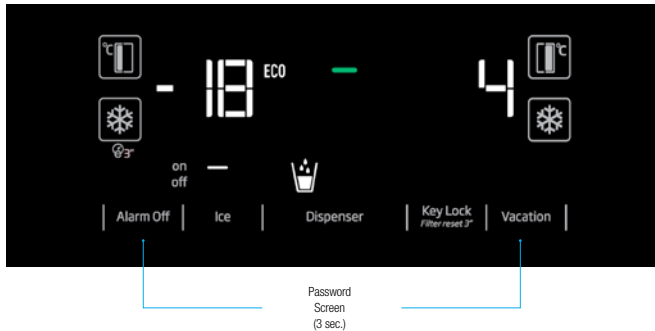 °C
°C
-18
ECO
4
3"
on
off
Alarm Off
Ice
Dispenser
Key Lock
Filter reset 3"
Vacation
Password
Screen
(3 sec.)